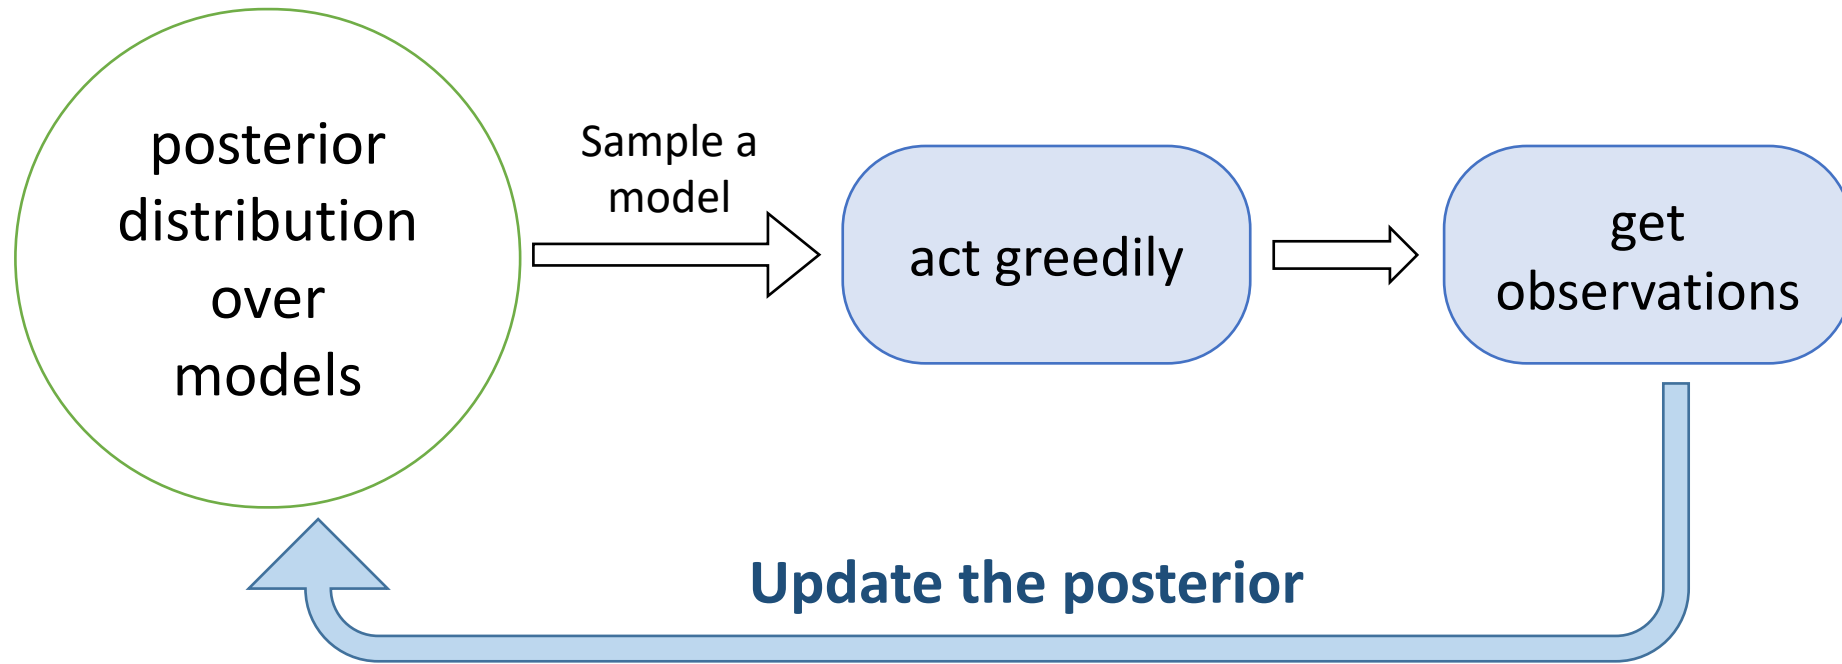 posterior
distribution
over
models
Sample a
model
act greedily
get
observations
Update the posterior